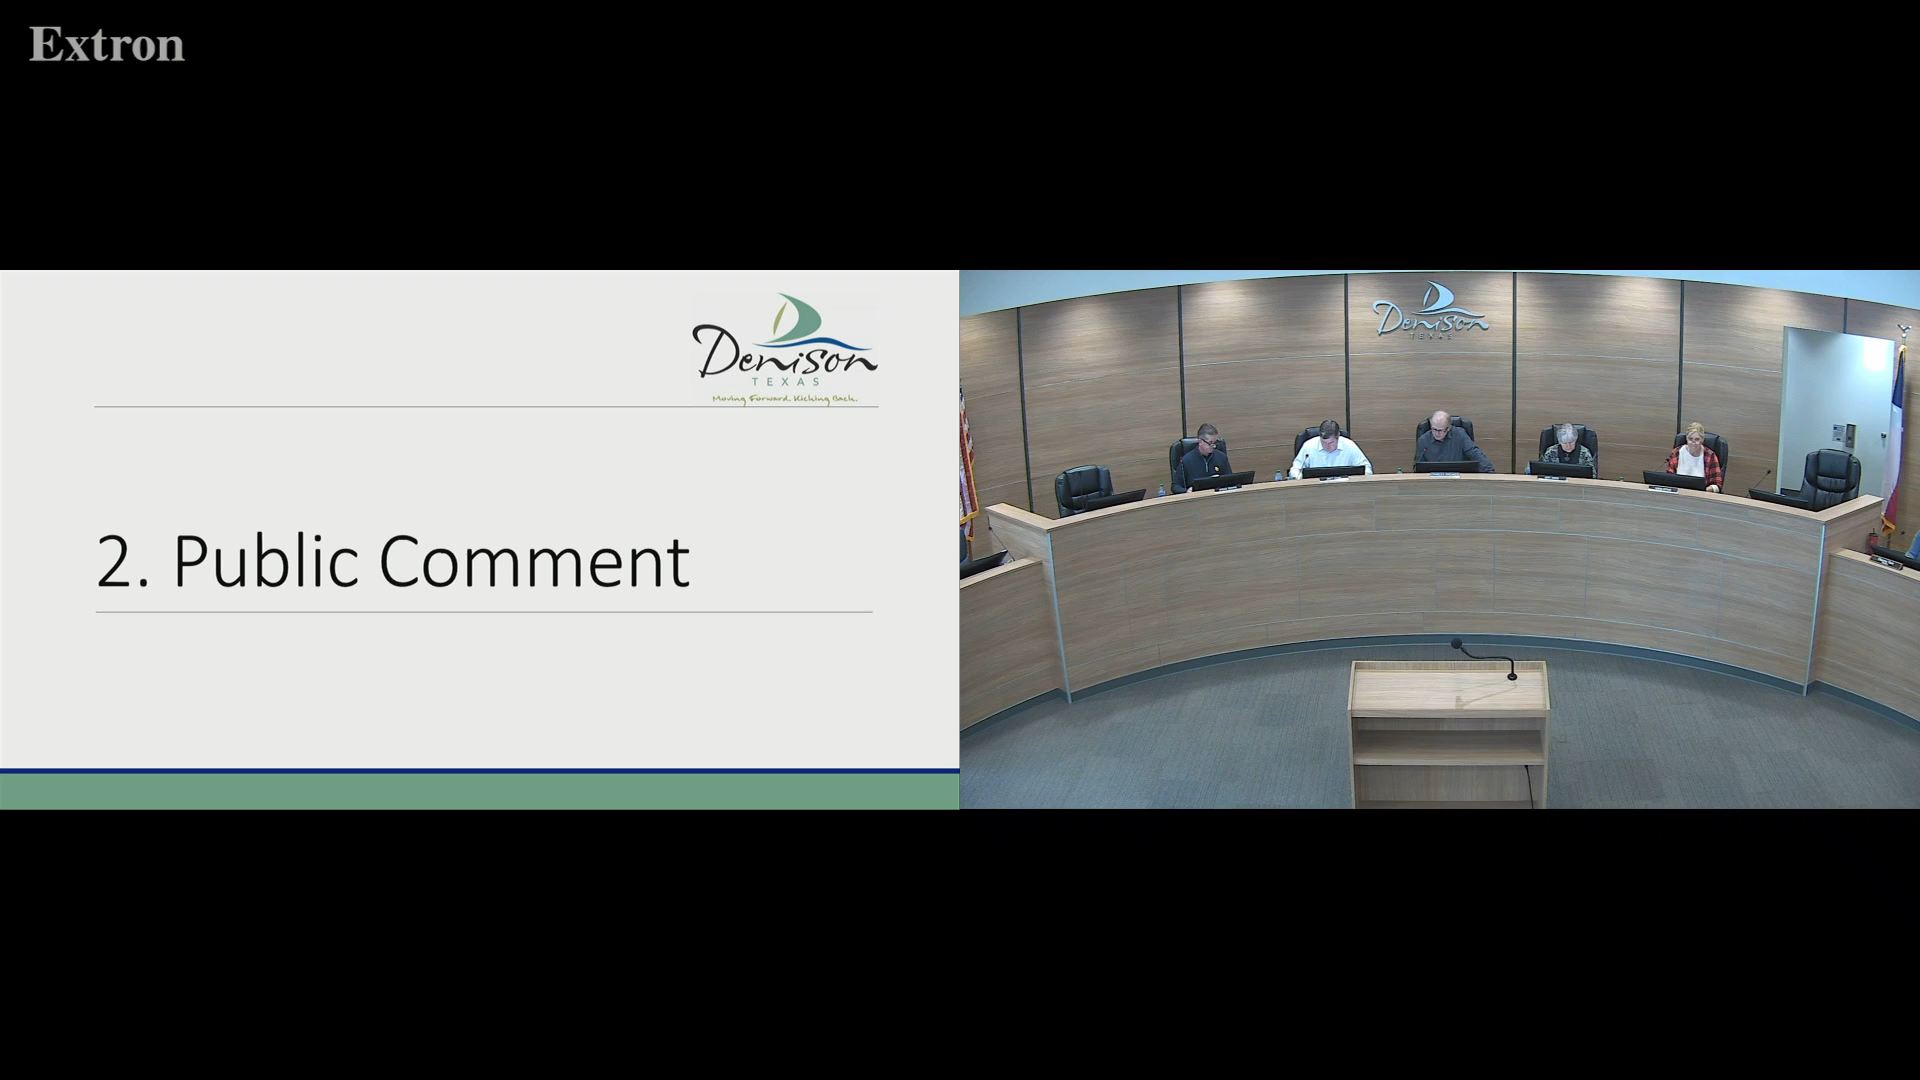 Extron
Denison
TEXAS
Moving Forward. Kicking Back.
2. Public Comment
Denison
TEXAS